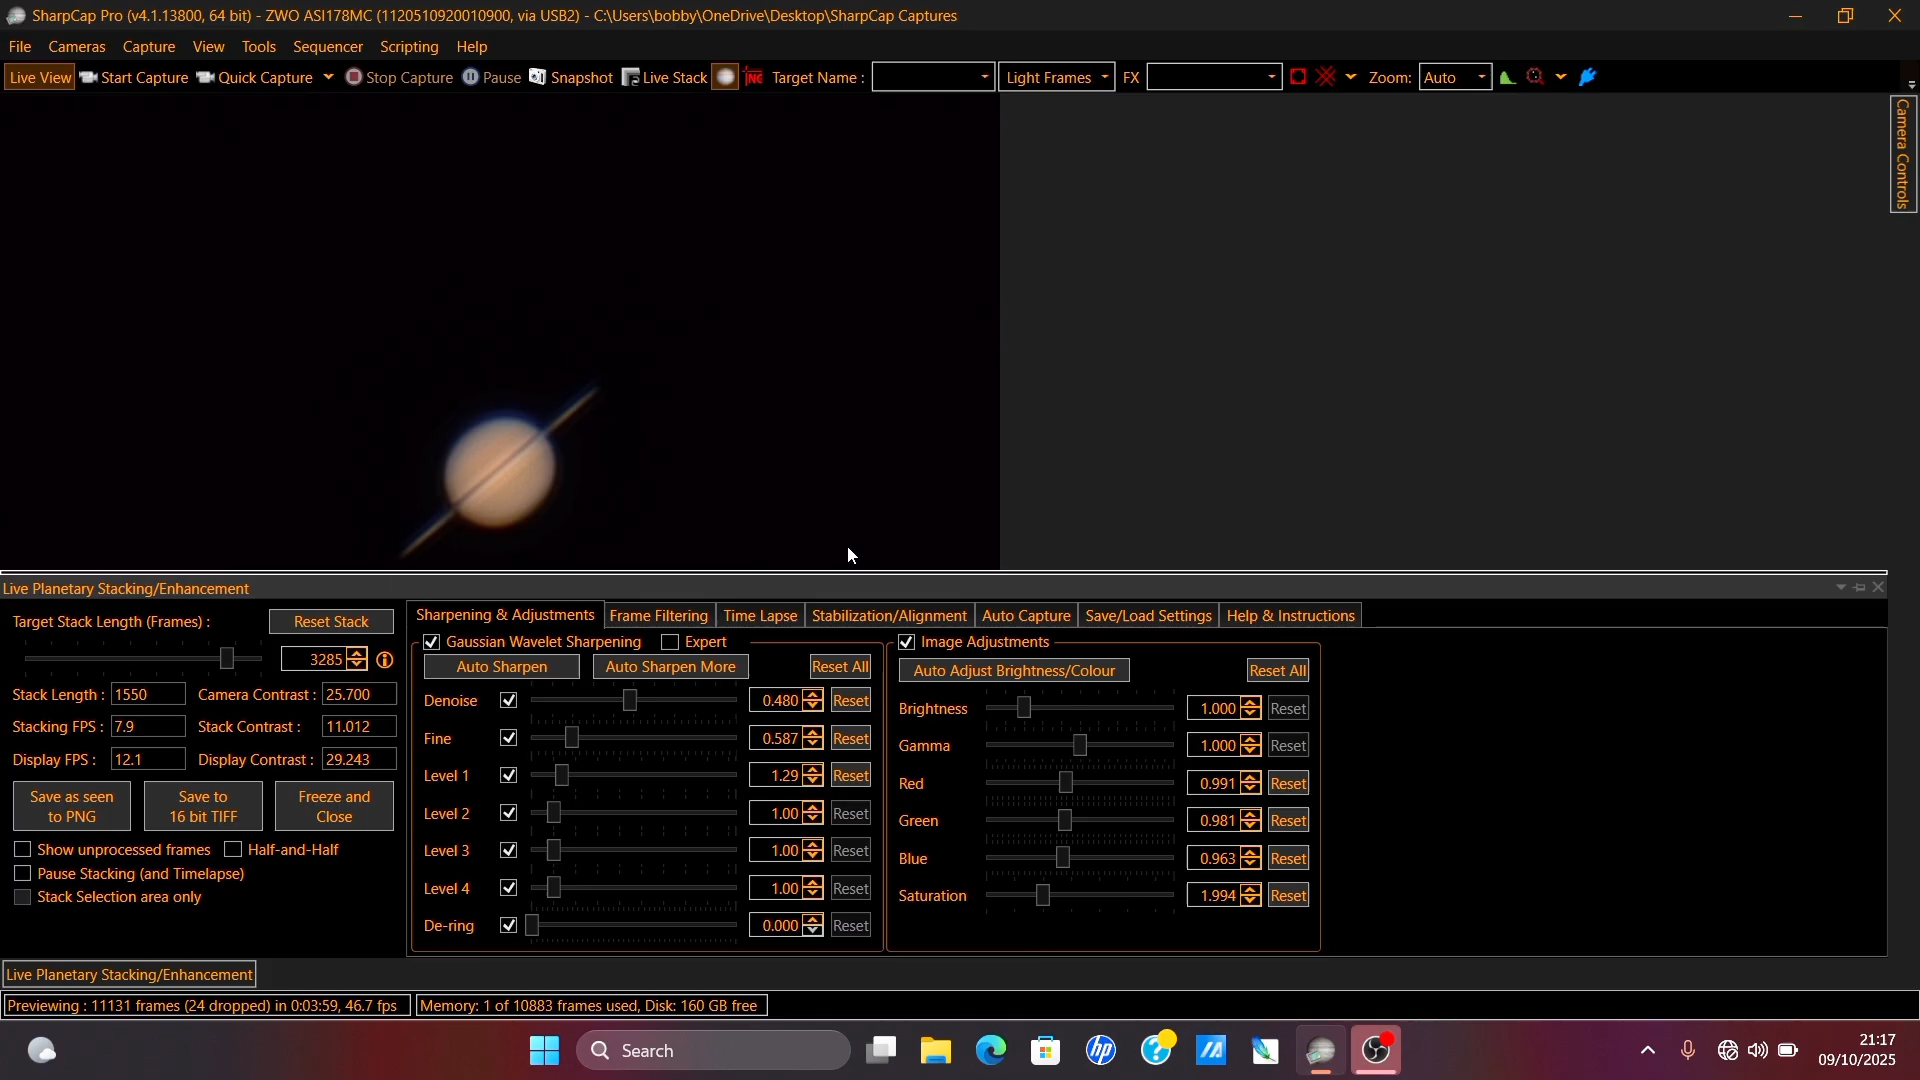 SharpCap Pro (v4.1.13800, 64 bit) - ZWO ASI178MC (1120510920010900, via USB2) - C:\Users\bobby\OneDrive\Desktop\SharpCap Captures
File Cameras Capture View Tools Sequencer Scripting Help
Live View Start Capture Quick Capture Stop Capture Pause Snapshot Live Stack Target Name : Light Frames FX Zoom: Auto
Camera Controls
Live Planetary Stacking/Enhancement
Target Stack Length (Frames) : Reset Stack
3285
Stack Length : 1550 Camera Contrast : 25.700
Stacking FPS : 7.9 Stack Contrast : 11.012
Display FPS : 12.1 Display Contrast : 29.243
Save as seen to PNG
Save to 16 bit TIFF
Freeze and Close
Show unprocessed frames Half-and-Half
Pause Stacking (and Timelapse)
Stack Selection area only
Sharpening & Adjustments Frame Filtering Time Lapse Stabilization/Alignment Auto Capture Save/Load Settings Help & Instructions
Gaussian Wavelet Sharpening Expert
Auto Sharpen Auto Sharpen More Reset All
Denoise 0.480 Reset
Fine 0.587 Reset
Level 1 1.29 Reset
Level 2 1.00 Reset
Level 3 1.00 Reset
Level 4 1.00 Reset
De-ring 0.000 Reset
Image Adjustments
Auto Adjust Brightness/Colour Reset All
Brightness 1.000 Reset
Gamma 1.000 Reset
Red 0.991 Reset
Green 0.981 Reset
Blue 0.963 Reset
Saturation 1.994 Reset
Live Planetary Stacking/Enhancement
Previewing : 11131 frames (24 dropped) in 0:03:59, 46.7 fps Memory: 1 of 10883 frames used, Disk: 160 GB free
Search
21:17
09/10/2025